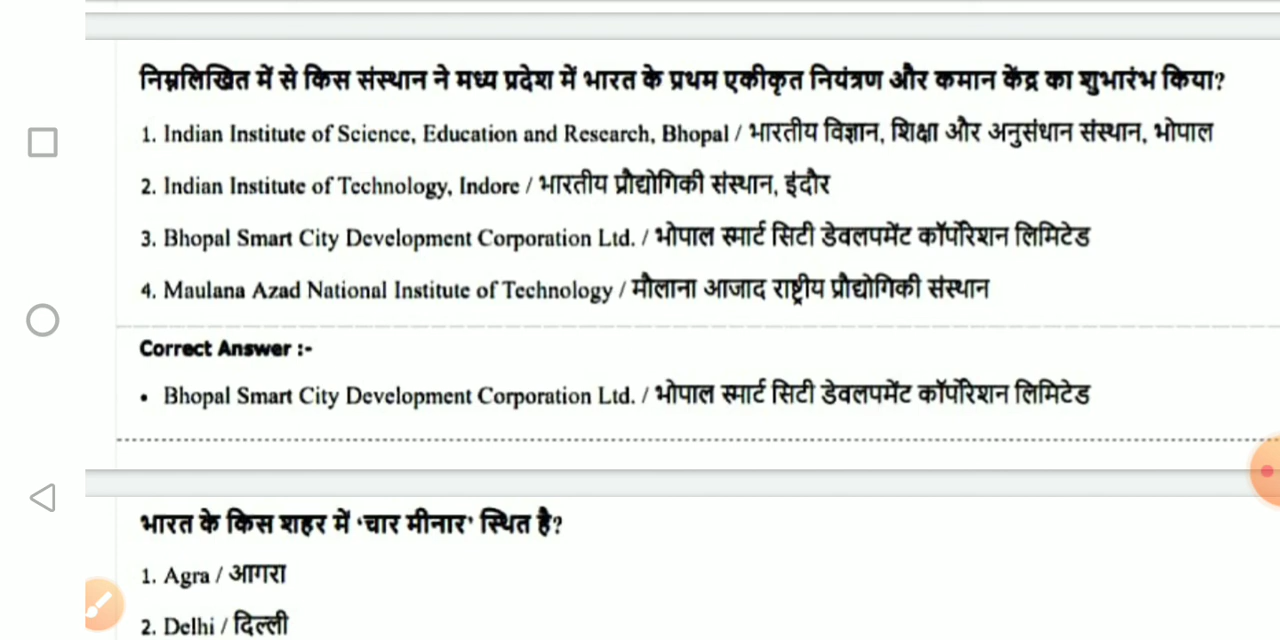 निम्नलिखित में से किस संस्थान ने मध्य प्रदेश में भारत के प्रथम एकीकृत नियंत्रण और कमान केंद्र का शुभारंभ किया?
1. Indian Institute of Science, Education and Research, Bhopal / भारतीय विज्ञान, शिक्षा और अनुसंधान संस्थान, भोपाल
2. Indian Institute of Technology, Indore / भारतीय प्रौद्योगिकी संस्थान, इंदौर
3. Bhopal Smart City Development Corporation Ltd. / भोपाल स्मार्ट सिटी डेवलपमेंट कॉर्पोरेशन लिमिटेड
4. Maulana Azad National Institute of Technology / मौलाना आजाद राष्ट्रीय प्रौद्योगिकी संस्थान
Correct Answer :-
• Bhopal Smart City Development Corporation Ltd. / भोपाल स्मार्ट सिटी डेवलपमेंट कॉर्पोरेशन लिमिटेड
भारत के किस शहर में ‘चार मीनार’ स्थित है?
1. Agra / आगरा
2. Delhi / दिल्ली